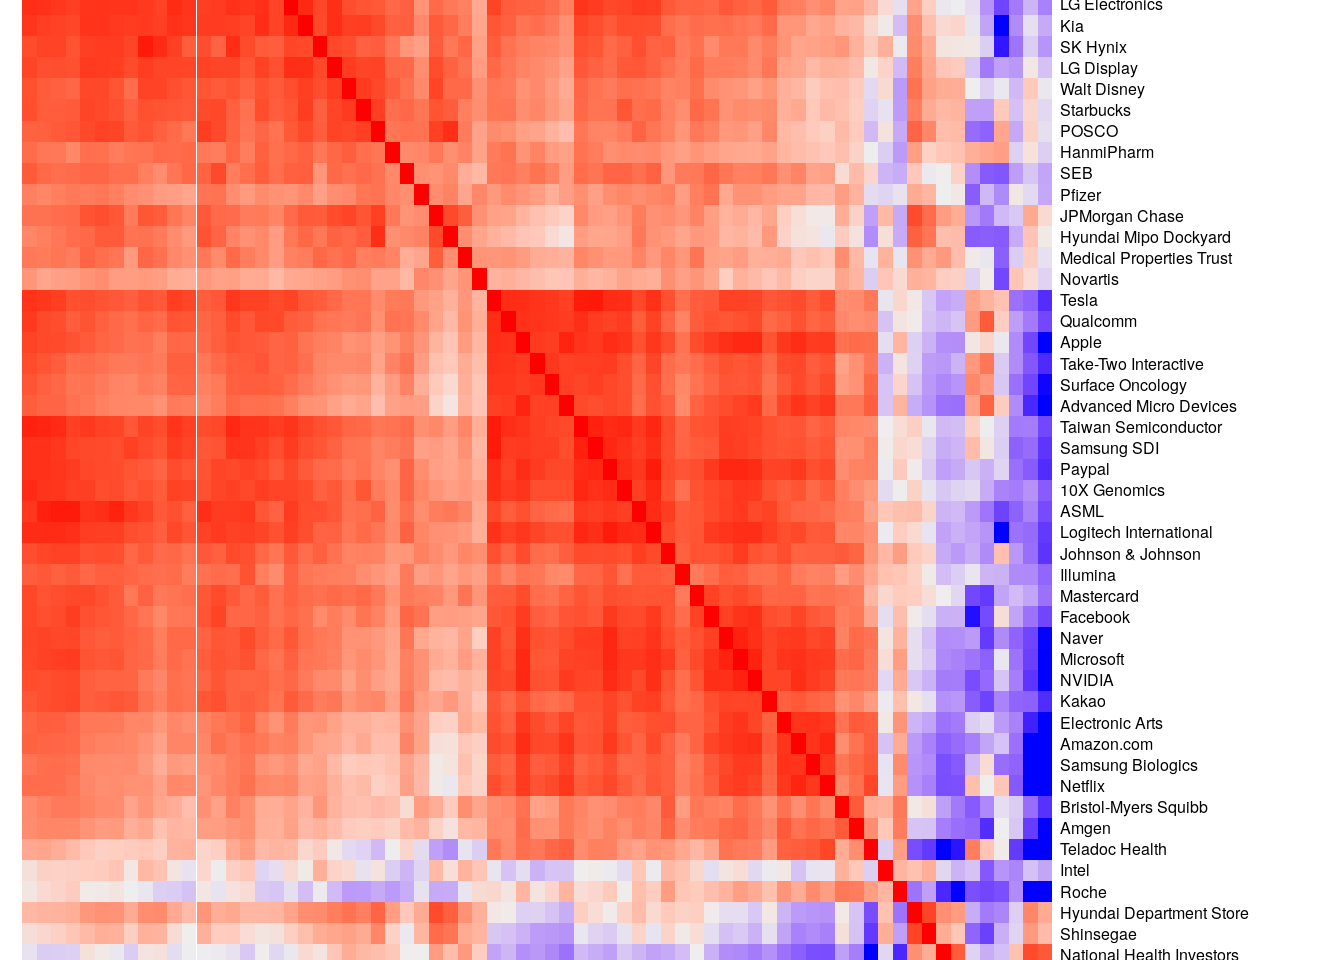 LG Electronics
Kia
SK Hynix
LG Display
Walt Disney
Starbucks
POSCO
HanmiPharm
SEB
Pfizer
JPMorgan Chase
Hyundai Mipo Dockyard
Medical Properties Trust
Novartis
Tesla
Qualcomm
Apple
Take-Two Interactive
Surface Oncology
Advanced Micro Devices
Taiwan Semiconductor
Samsung SDI
Paypal
10X Genomics
ASML
Logitech International
Johnson & Johnson
Illumina
Mastercard
Facebook
Naver
Microsoft
NVIDIA
Kakao
Electronic Arts
Amazon.com
Samsung Biologics
Netflix
Bristol-Myers Squibb
Amgen
Teladoc Health
Intel
Roche
Hyundai Department Store
Shinsegae
National Health Investors